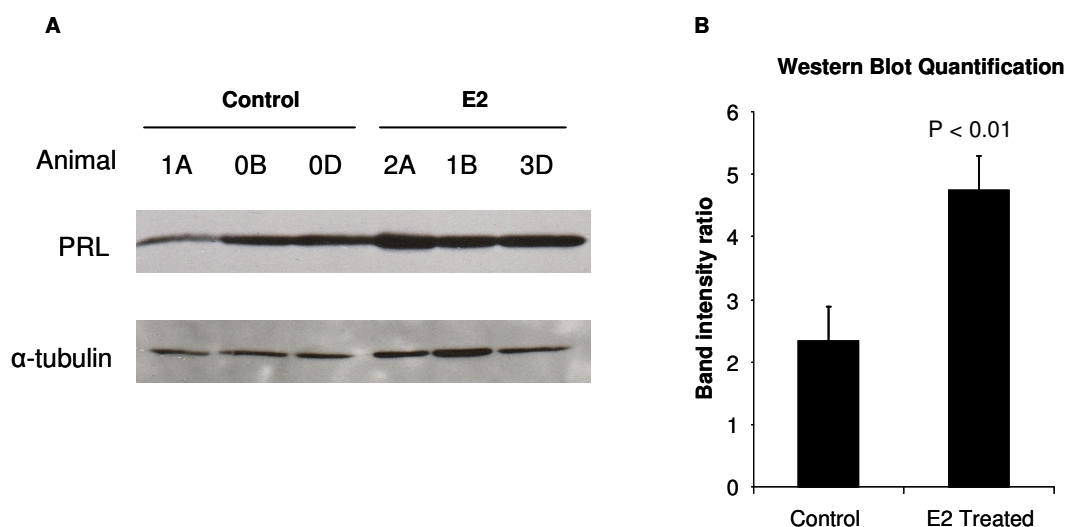 A
Control E2
Animal 1A 0B 0D 2A 1B 3D
PRL
α-tubulin
B
Western Blot Quantification
P < 0.01
Band intensity ratio
6
5
4
3
2
1
0
Control E2 Treated